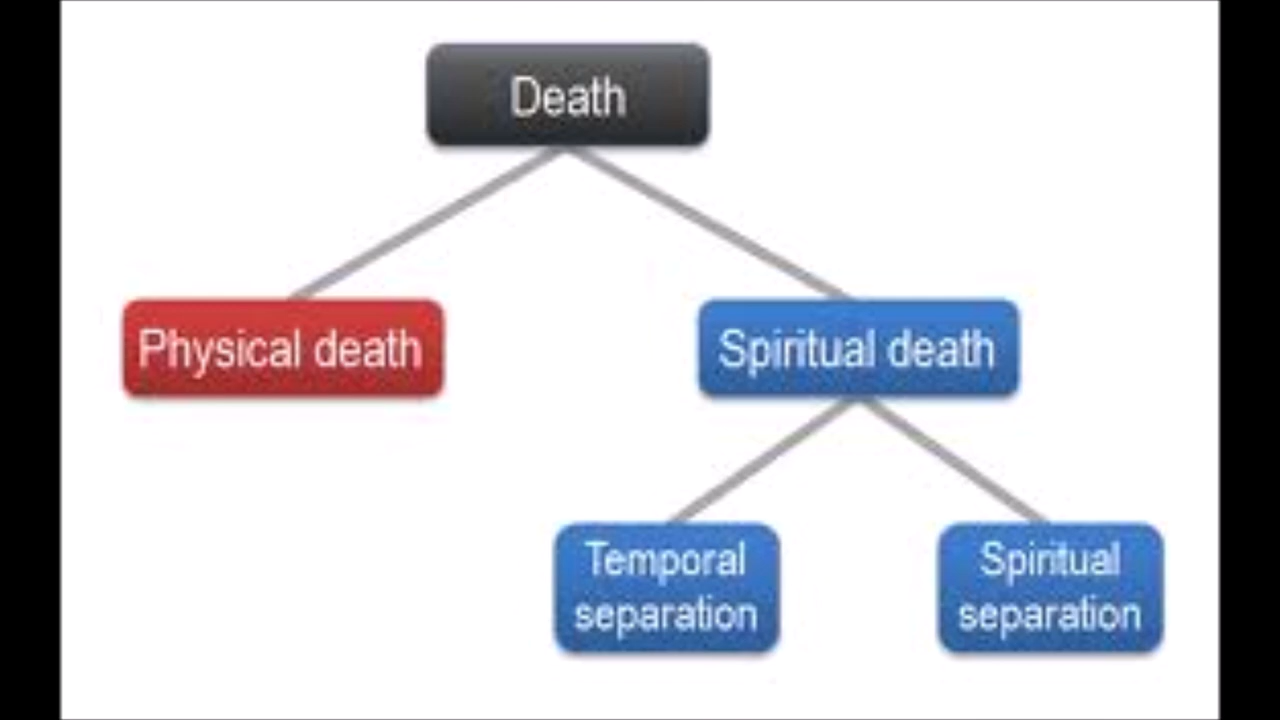 Death
Physical death
Spiritual death
Temporal
separation
Spiritual
separation